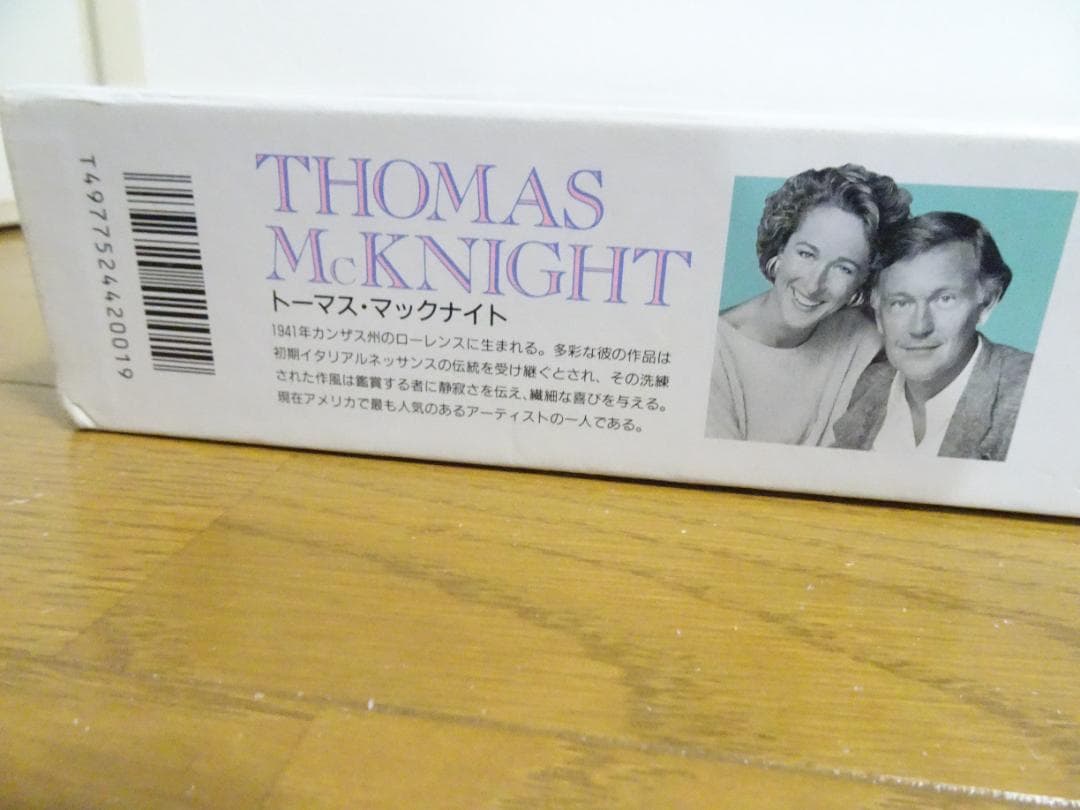 T4977524420019
THOMAS
McKNIGHT
トーマス・マックナイト
1941年カンザス州のローレンスに生まれる。多彩な彼の作品は
初期イタリアルネッサンスの伝統を受け継ぐとされ、その洗練
された作風は鑑賞する者に静寂さを伝え、繊細な喜びを与える。
現在アメリカで最も人気のあるアーティストの一人である。